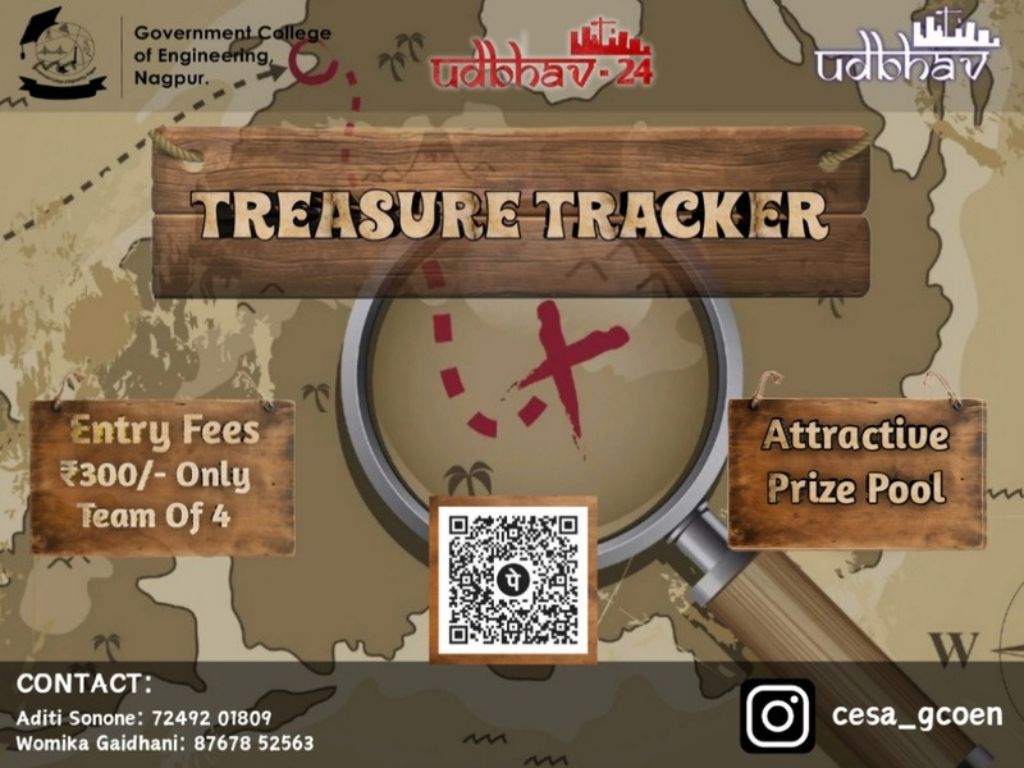 Government College
of Engineering,
Nagpur.
udbhav-24
udbhav
TREASURE TRACKER
Entry Fees
₹300/- Only
Team Of 4
Attractive
Prize Pool
पे
W
CONTACT:
Aditi Sonone: 72492 01809
Womika Gaidhani: 87678 52563
cesa_gcoen